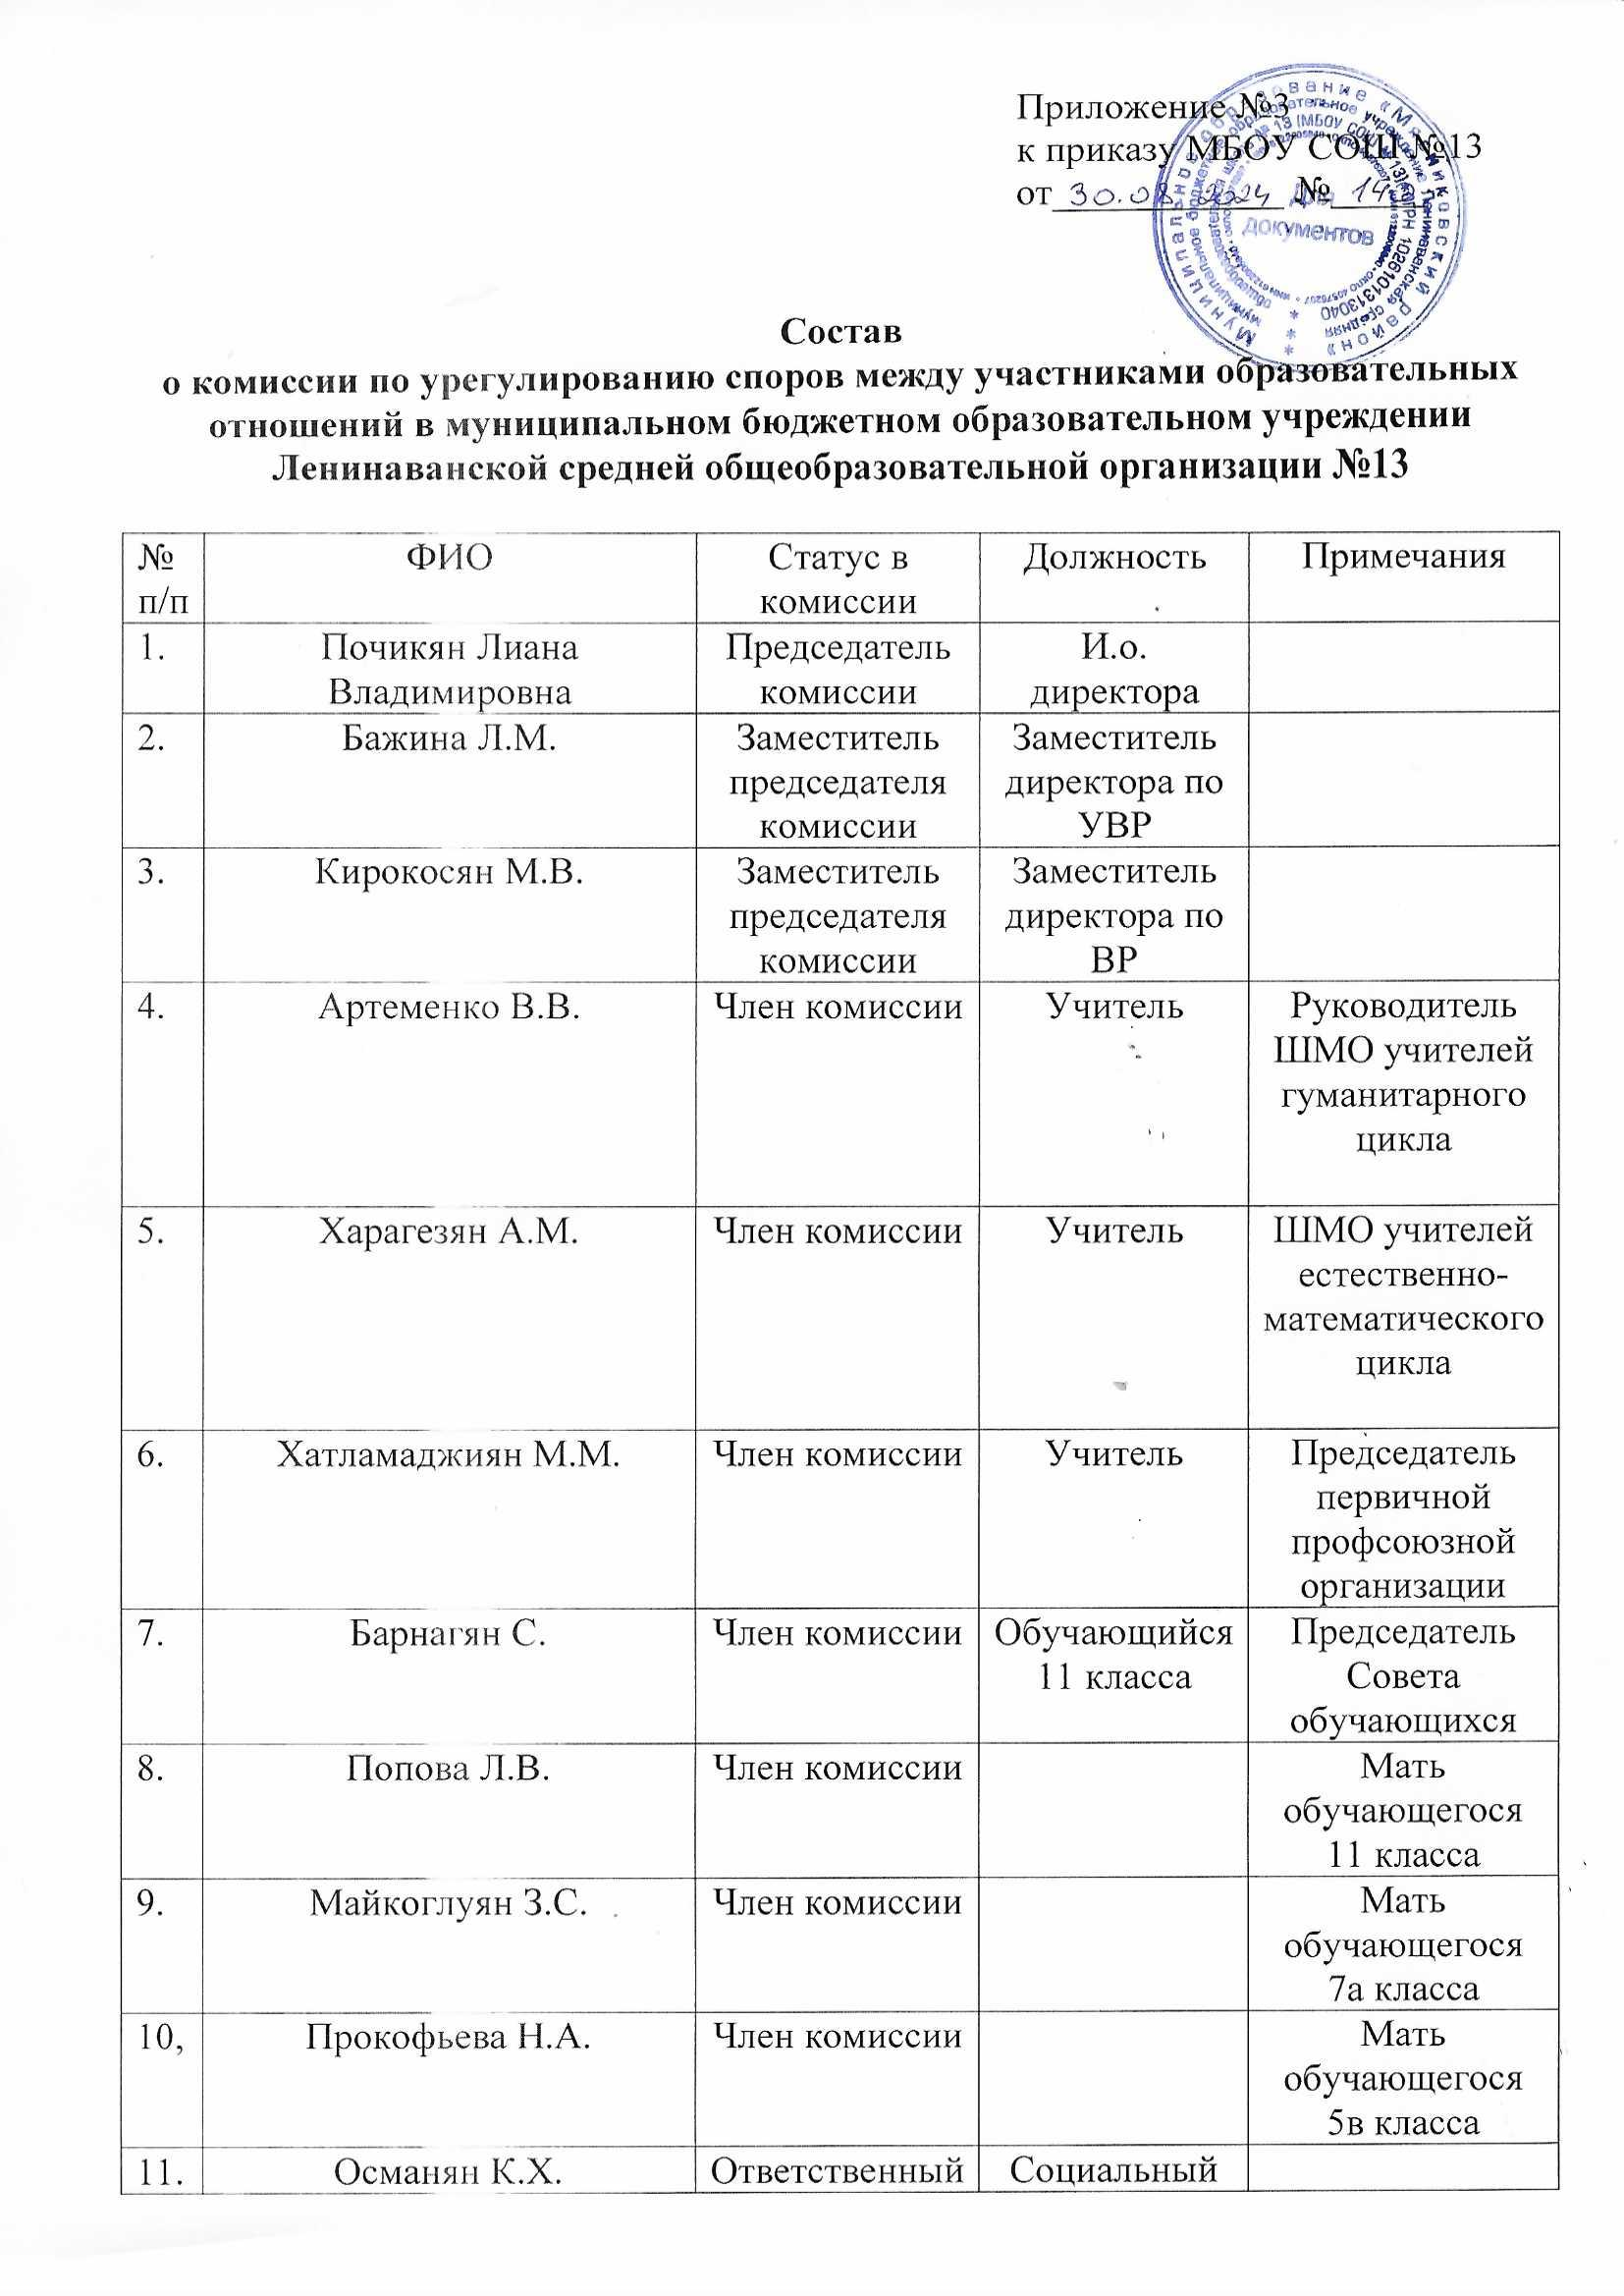 Приложение №3
к приказу МБОУ СОШ №13
от 30.08.2024 №
Для
документов
Состав
о комиссии по урегулированию споров между участниками образовательных
отношений в муниципальном бюджетном образовательном учреждении
Ленинаванской средней общеобразовательной организации №13
№ п/п ФИО Статус в комиссии Должность Примечания
1. Почикян Лиана Владимировна Председатель комиссии И.о. директора
2. Бажина Л.М. Заместитель председателя комиссии Заместитель директора по УВР
3. Кирокосян М.В. Заместитель председателя комиссии Заместитель директора по ВР
4. Артеменко В.В. Член комиссии Учитель Руководитель ШМО учителей гуманитарного цикла
5. Харагезян А.М. Член комиссии Учитель ШМО учителей естественно-математического цикла
6. Хатламаджиян М.М. Член комиссии Учитель Председатель первичной профсоюзной организации
7. Барнагян С. Член комиссии Обучающийся 11 класса Председатель Совета обучающихся
8. Попова Л.В. Член комиссии Мать обучающегося 11 класса
9. Майкоглуян З.С. Член комиссии Мать обучающегося 7а класса
10, Прокофьева Н.А. Член комиссии Мать обучающегося 5в класса
11. Османян К.Х. Ответственный Социальный